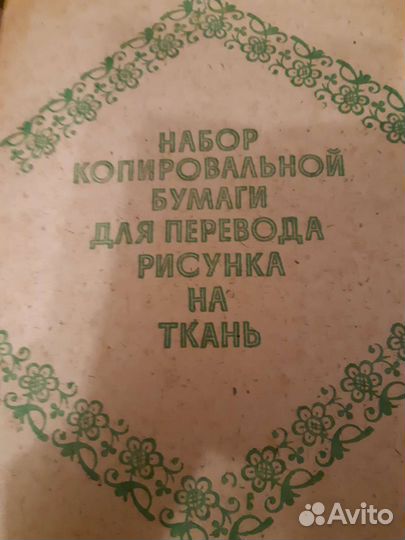 НАБОР
КОПИРОВАЛЬНОЙ
БУМАГИ
ДЛЯ ПЕРЕВОДА
РИСУНКА
НА
ТКАНЬ
Avito